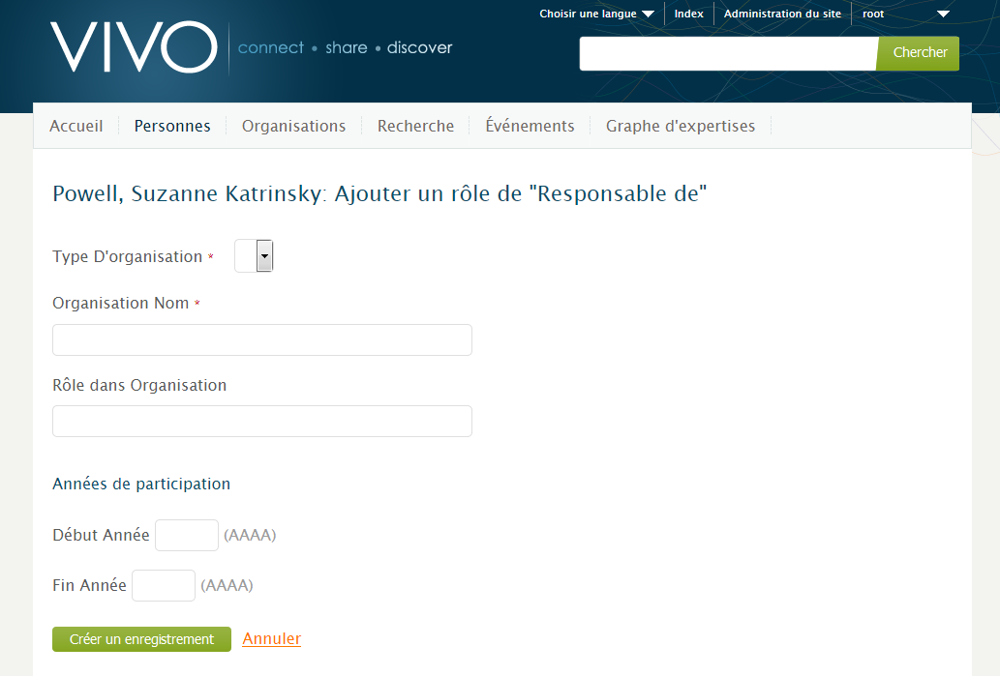 Choisir une langue Index Administration du site root
VIVO connect • share • discover
Chercher
Accueil Personnes Organisations Recherche Événements Graphe d'expertises
Powell, Suzanne Katrinsky: Ajouter un rôle de "Responsable de"
Type D'organisation *
Organisation Nom *
Rôle dans Organisation
Années de participation
Début Année (AAAA)
Fin Année (AAAA)
Créer un enregistrement Annuler